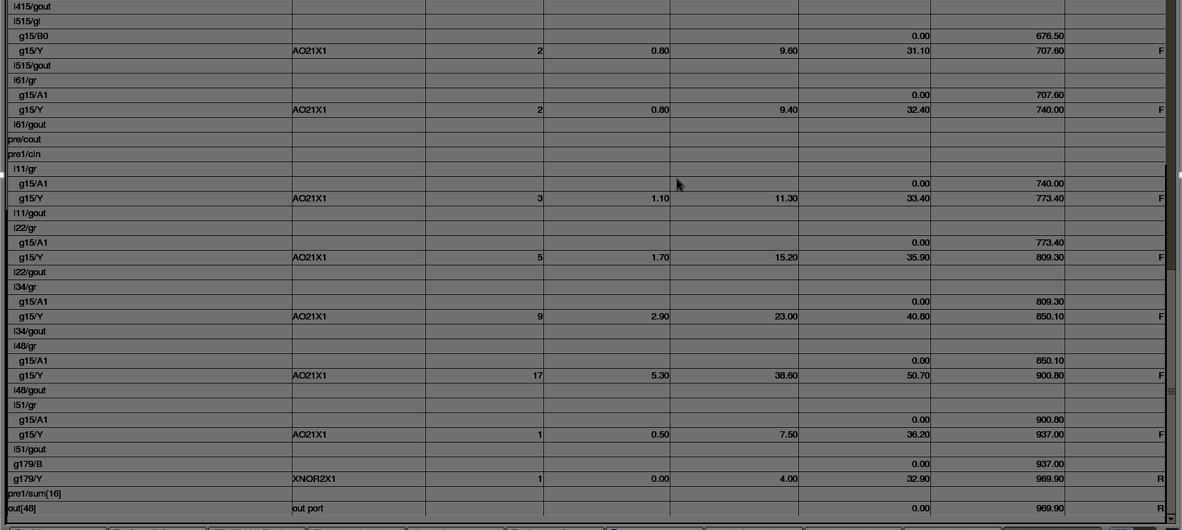 l415/gout
l515/gl
g15/B0 0.00 676.50
g15/Y AO21X1 2 0.80 9.60 31.10 707.60 F
l515/gout
l61/gr
g15/A1 0.00 707.60
g15/Y AO21X1 2 0.80 9.40 32.40 740.00 F
l61/gout
pre/cout
pre1/cin
l11/gr
g15/A1 0.00 740.00
g15/Y AO21X1 3 1.10 11.30 33.40 773.40 F
l11/gout
l22/gr
g15/A1 0.00 773.40
g15/Y AO21X1 5 1.70 15.20 35.90 809.30 F
l22/gout
l34/gr
g15/A1 0.00 809.30
g15/Y AO21X1 9 2.90 23.00 40.80 850.10 F
l34/gout
l48/gr
g15/A1 0.00 850.10
g15/Y AO21X1 17 5.30 38.60 50.70 900.80 F
l48/gout
l51/gr
g15/A1 0.00 900.80
g15/Y AO21X1 1 0.50 7.50 36.20 937.00 F
l51/gout
g179/B 0.00 937.00
g179/Y XNOR2X1 1 0.00 4.00 32.90 969.90 R
pre1/sum[16]
out[48] out port 0.00 969.90 R